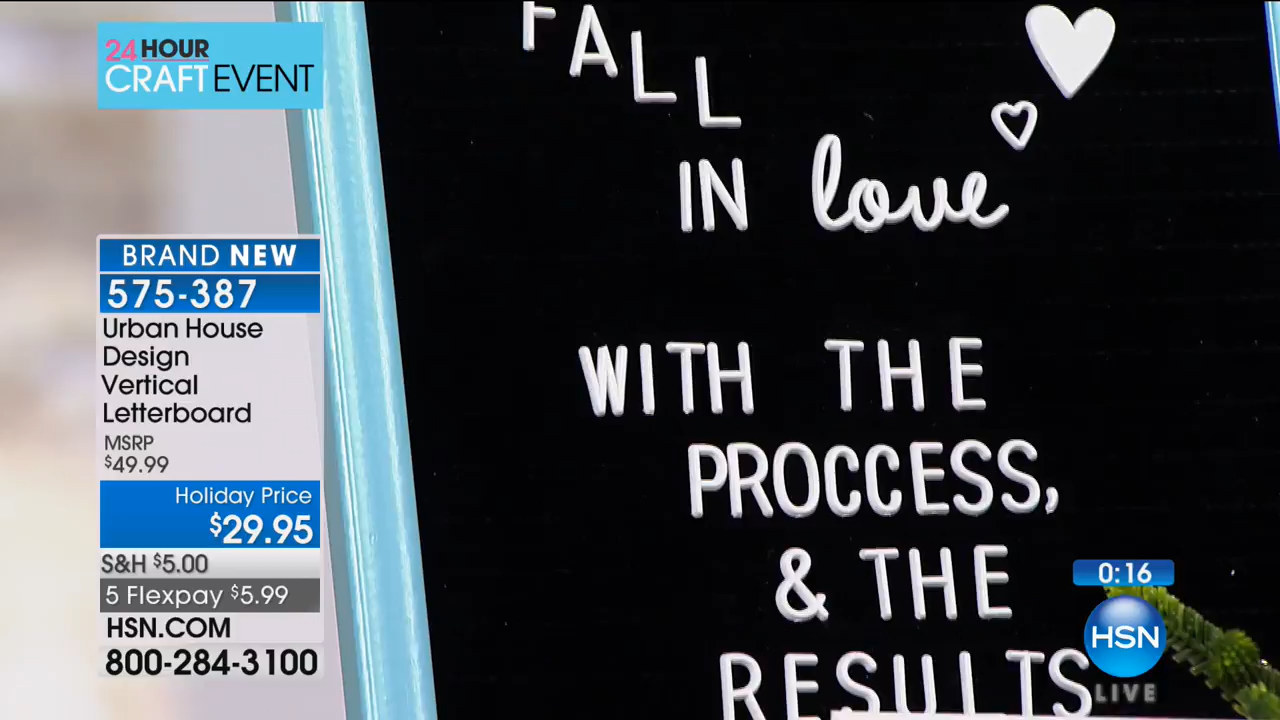 24 HOUR
CRAFT EVENT
BRAND NEW
575-387
Urban House
Design
Vertical
Letterboard
MSRP
$49.99
Holiday Price
$29.95
S&H $5.00
5 Flexpay $5.99
HSN.COM
800-284-3100
FALL
IN love
WITH THE
PROCCESS,
& THE
RESULTS
0:16
HSN
LIVE